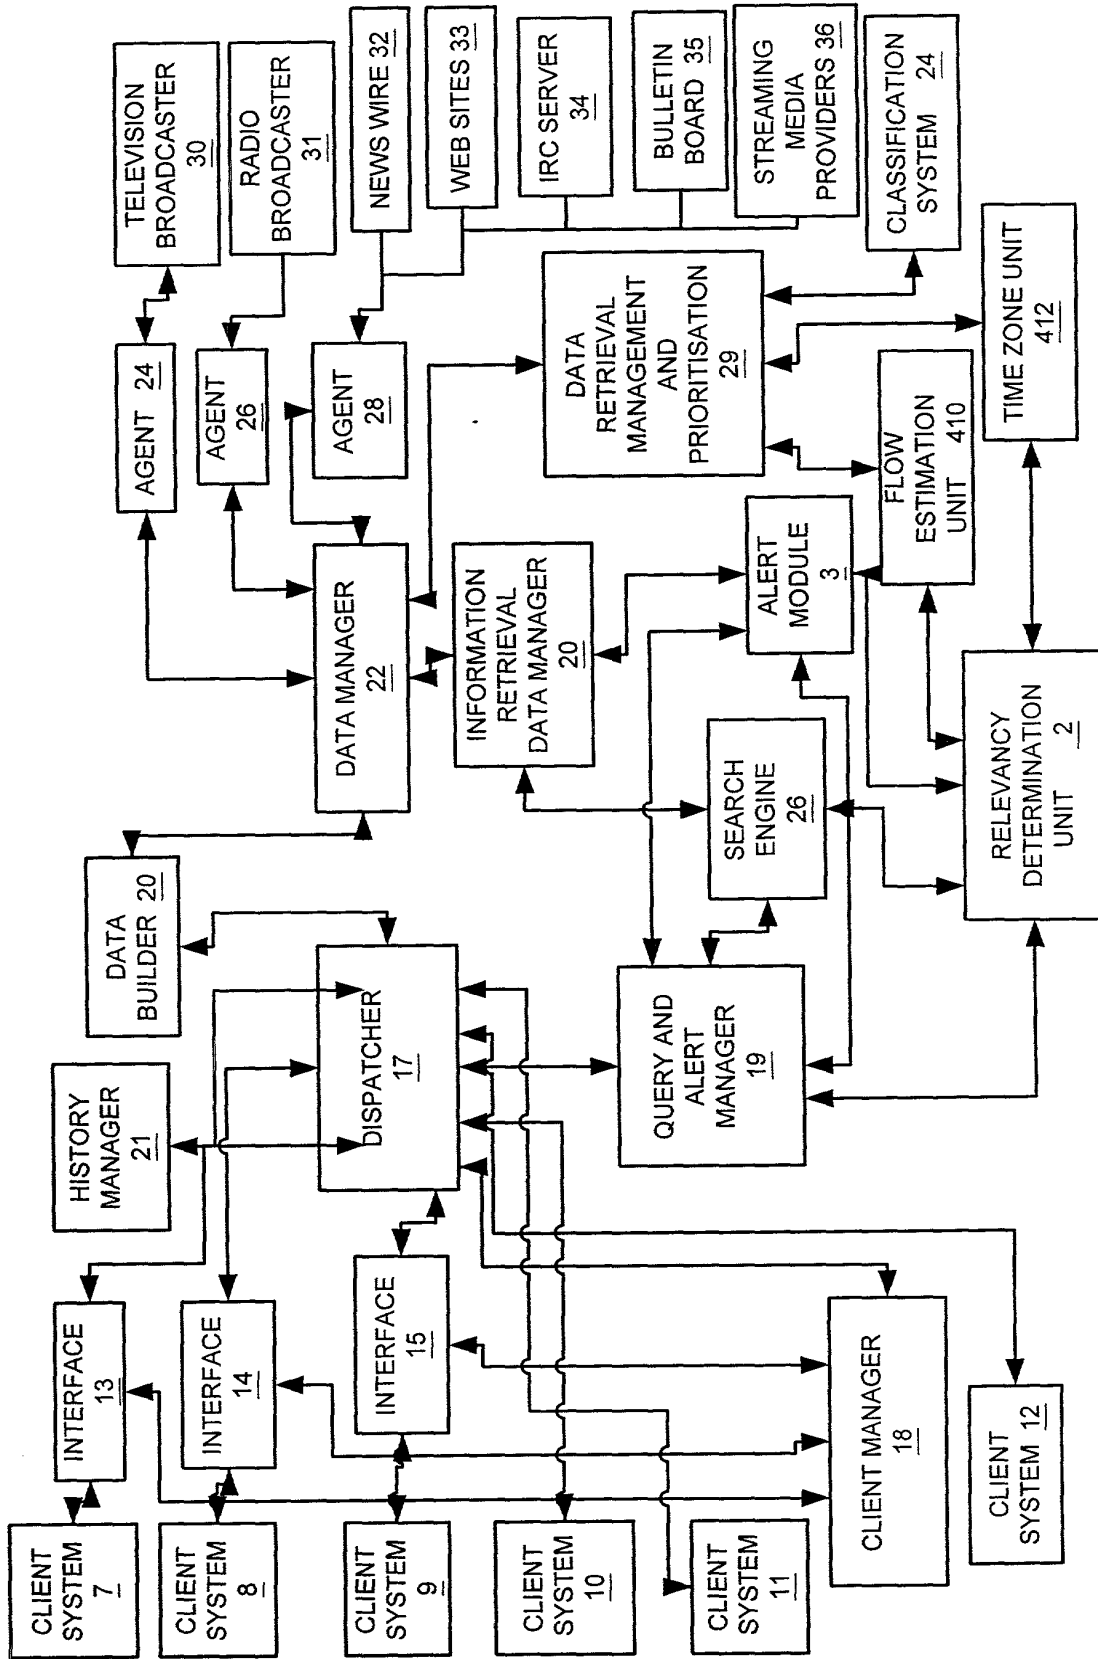 CLIENT
SYSTEM
7
CLIENT
SYSTEM
8
CLIENT
SYSTEM
9
CLIENT
SYSTEM
10
CLIENT
SYSTEM
11
INTERFACE
13
INTERFACE
14
INTERFACE
15
CLIENT MANAGER
18
CLIENT
SYSTEM 12
HISTORY
MANAGER
21
DATA
BUILDER 20
DISPATCHER
17
QUERY AND
ALERT
MANAGER
19
DATA MANAGER
22
INFORMATION
RETRIEVAL
DATA MANAGER
20
SEARCH
ENGINE
26
ALERT
MODULE
3
RELEVANCY
DETERMINATION
UNIT 2
AGENT 24
AGENT
26
AGENT
28
DATA
RETRIEVAL
MANAGEMENT
AND
PRIORITISATION
29
FLOW
ESTIMATION
UNIT 410
TIME ZONE UNIT
412
TELEVISION
BROADCASTER
30
RADIO
BROADCASTER
31
NEWS WIRE 32
WEB SITES 33
IRC SERVER
34
BULLETIN
BOARD 35
STREAMING
MEDIA
PROVIDERS 36
CLASSIFICATION
SYSTEM 24